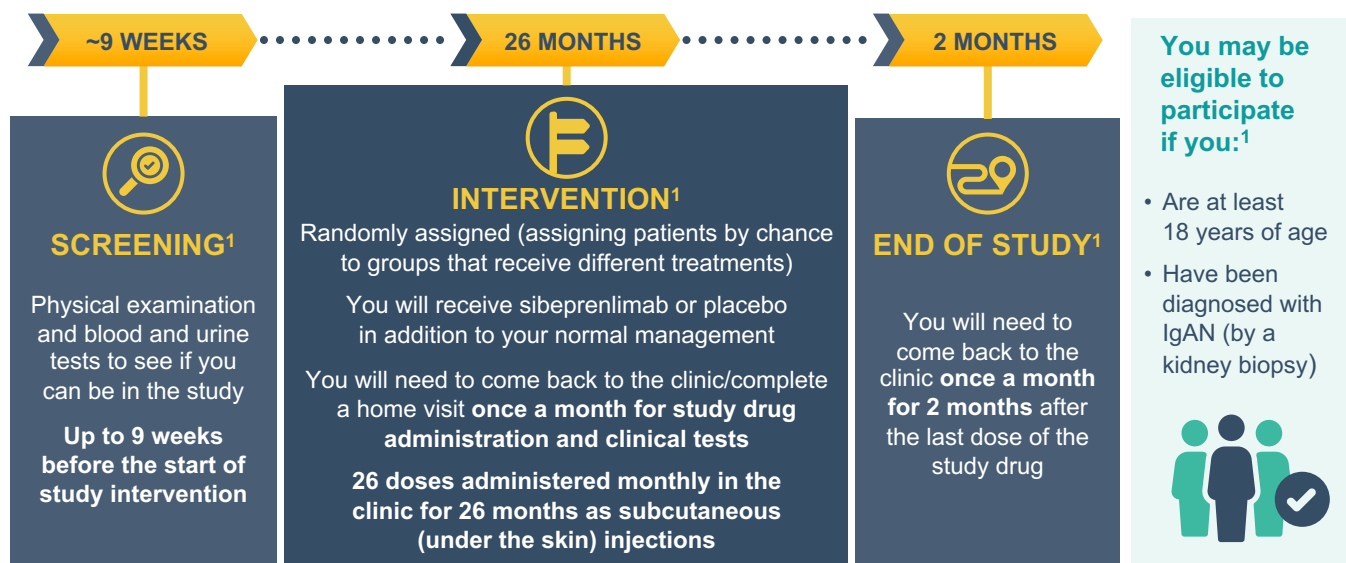 ~9 WEEKS
26 MONTHS
2 MONTHS
SCREENING¹
Physical examination
and blood and urine
tests to see if you
can be in the study
Up to 9 weeks
before the start of
study intervention
INTERVENTION¹
Randomly assigned (assigning patients by chance
to groups that receive different treatments)
You will receive sibeprenlimab or placebo
in addition to your normal management
You will need to come back to the clinic/complete
a home visit once a month for study drug
administration and clinical tests
26 doses administered monthly in the
clinic for 26 months as subcutaneous
(under the skin) injections
END OF STUDY¹
You will need to
come back to the
clinic once a month
for 2 months after
the last dose of the
study drug
You may be
eligible to
participate
if you:¹
• Are at least
18 years of age
• Have been
diagnosed with
IgAN (by a
kidney biopsy)